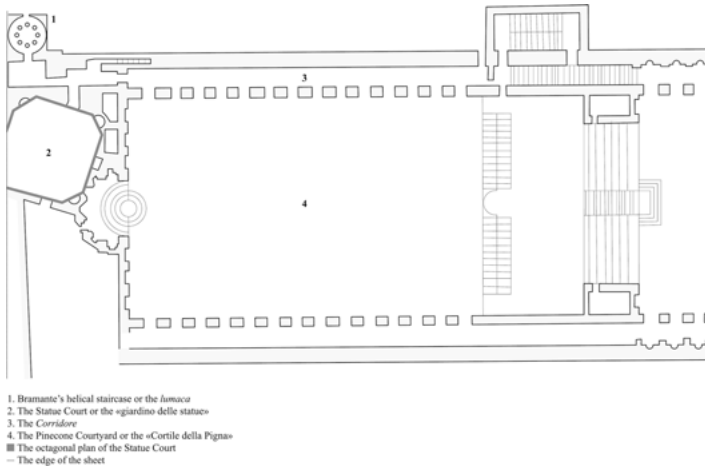 1
3
2
4
1. Bramante's helical staircase or the lumaca
2. The Statue Court or the «giardino delle statue»
3. The Corridore
4. The Pinecone Courtyard or the «Cortile della Pigna»
The octagonal plan of the Statue Court
The edge of the sheet